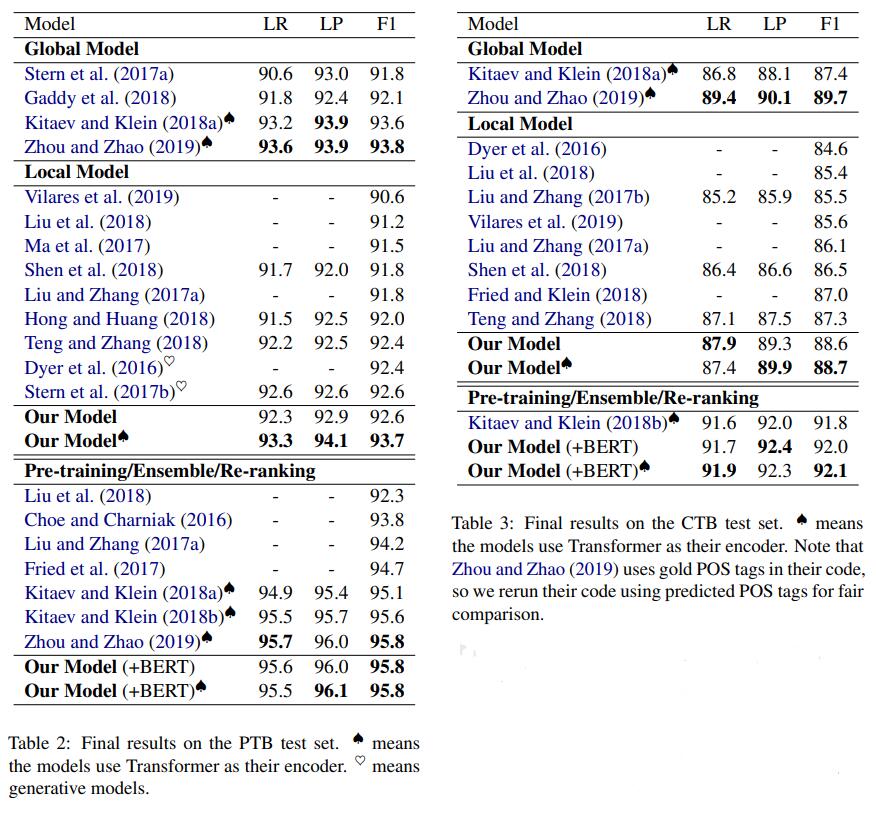 Model LR LP F1
Global Model
Stern et al. (2017a) 90.6 93.0 91.8
Gaddy et al. (2018) 91.8 92.4 92.1
Kitaev and Klein (2018a)♠ 93.2 93.9 93.6
Zhou and Zhao (2019)♠ 93.6 93.9 93.8
Local Model
Vilares et al. (2019) - - 90.6
Liu et al. (2018) - - 91.2
Ma et al. (2017) - - 91.5
Shen et al. (2018) 91.7 92.0 91.8
Liu and Zhang (2017a) - - 91.8
Hong and Huang (2018) 91.5 92.5 92.0
Teng and Zhang (2018) 92.2 92.5 92.4
Dyer et al. (2016)♡ - - 92.4
Stern et al. (2017b)♡ 92.6 92.6 92.6
Our Model 92.3 92.9 92.6
Our Model♠ 93.3 94.1 93.7
Pre-training/Ensemble/Re-ranking
Liu et al. (2018) - - 92.3
Choe and Charniak (2016) - - 93.8
Liu and Zhang (2017a) - - 94.2
Fried et al. (2017) - - 94.7
Kitaev and Klein (2018a)♠ 94.9 95.4 95.1
Kitaev and Klein (2018b)♠ 95.5 95.7 95.6
Zhou and Zhao (2019)♠ 95.7 96.0 95.8
Our Model (+BERT) 95.6 96.0 95.8
Our Model (+BERT)♠ 95.5 96.1 95.8
Table 2: Final results on the PTB test set. ♠ means
the models use Transformer as their encoder. ♡ means
generative models.
Model LR LP F1
Global Model
Kitaev and Klein (2018a)♠ 86.8 88.1 87.4
Zhou and Zhao (2019)♠ 89.4 90.1 89.7
Local Model
Dyer et al. (2016) - - 84.6
Liu et al. (2018) - - 85.4
Liu and Zhang (2017b) 85.2 85.9 85.5
Vilares et al. (2019) - - 85.6
Liu and Zhang (2017a) - - 86.1
Shen et al. (2018) 86.4 86.6 86.5
Fried and Klein (2018) - - 87.0
Teng and Zhang (2018) 87.1 87.5 87.3
Our Model 87.9 89.3 88.6
Our Model♠ 87.4 89.9 88.7
Pre-training/Ensemble/Re-ranking
Kitaev and Klein (2018b)♠ 91.6 92.0 91.8
Our Model (+BERT) 91.7 92.4 92.0
Our Model (+BERT)♠ 91.9 92.3 92.1
Table 3: Final results on the CTB test set. ♠ means
the models use Transformer as their encoder. Note that
Zhou and Zhao (2019) uses gold POS tags in their code,
so we rerun their code using predicted POS tags for fair
comparison.